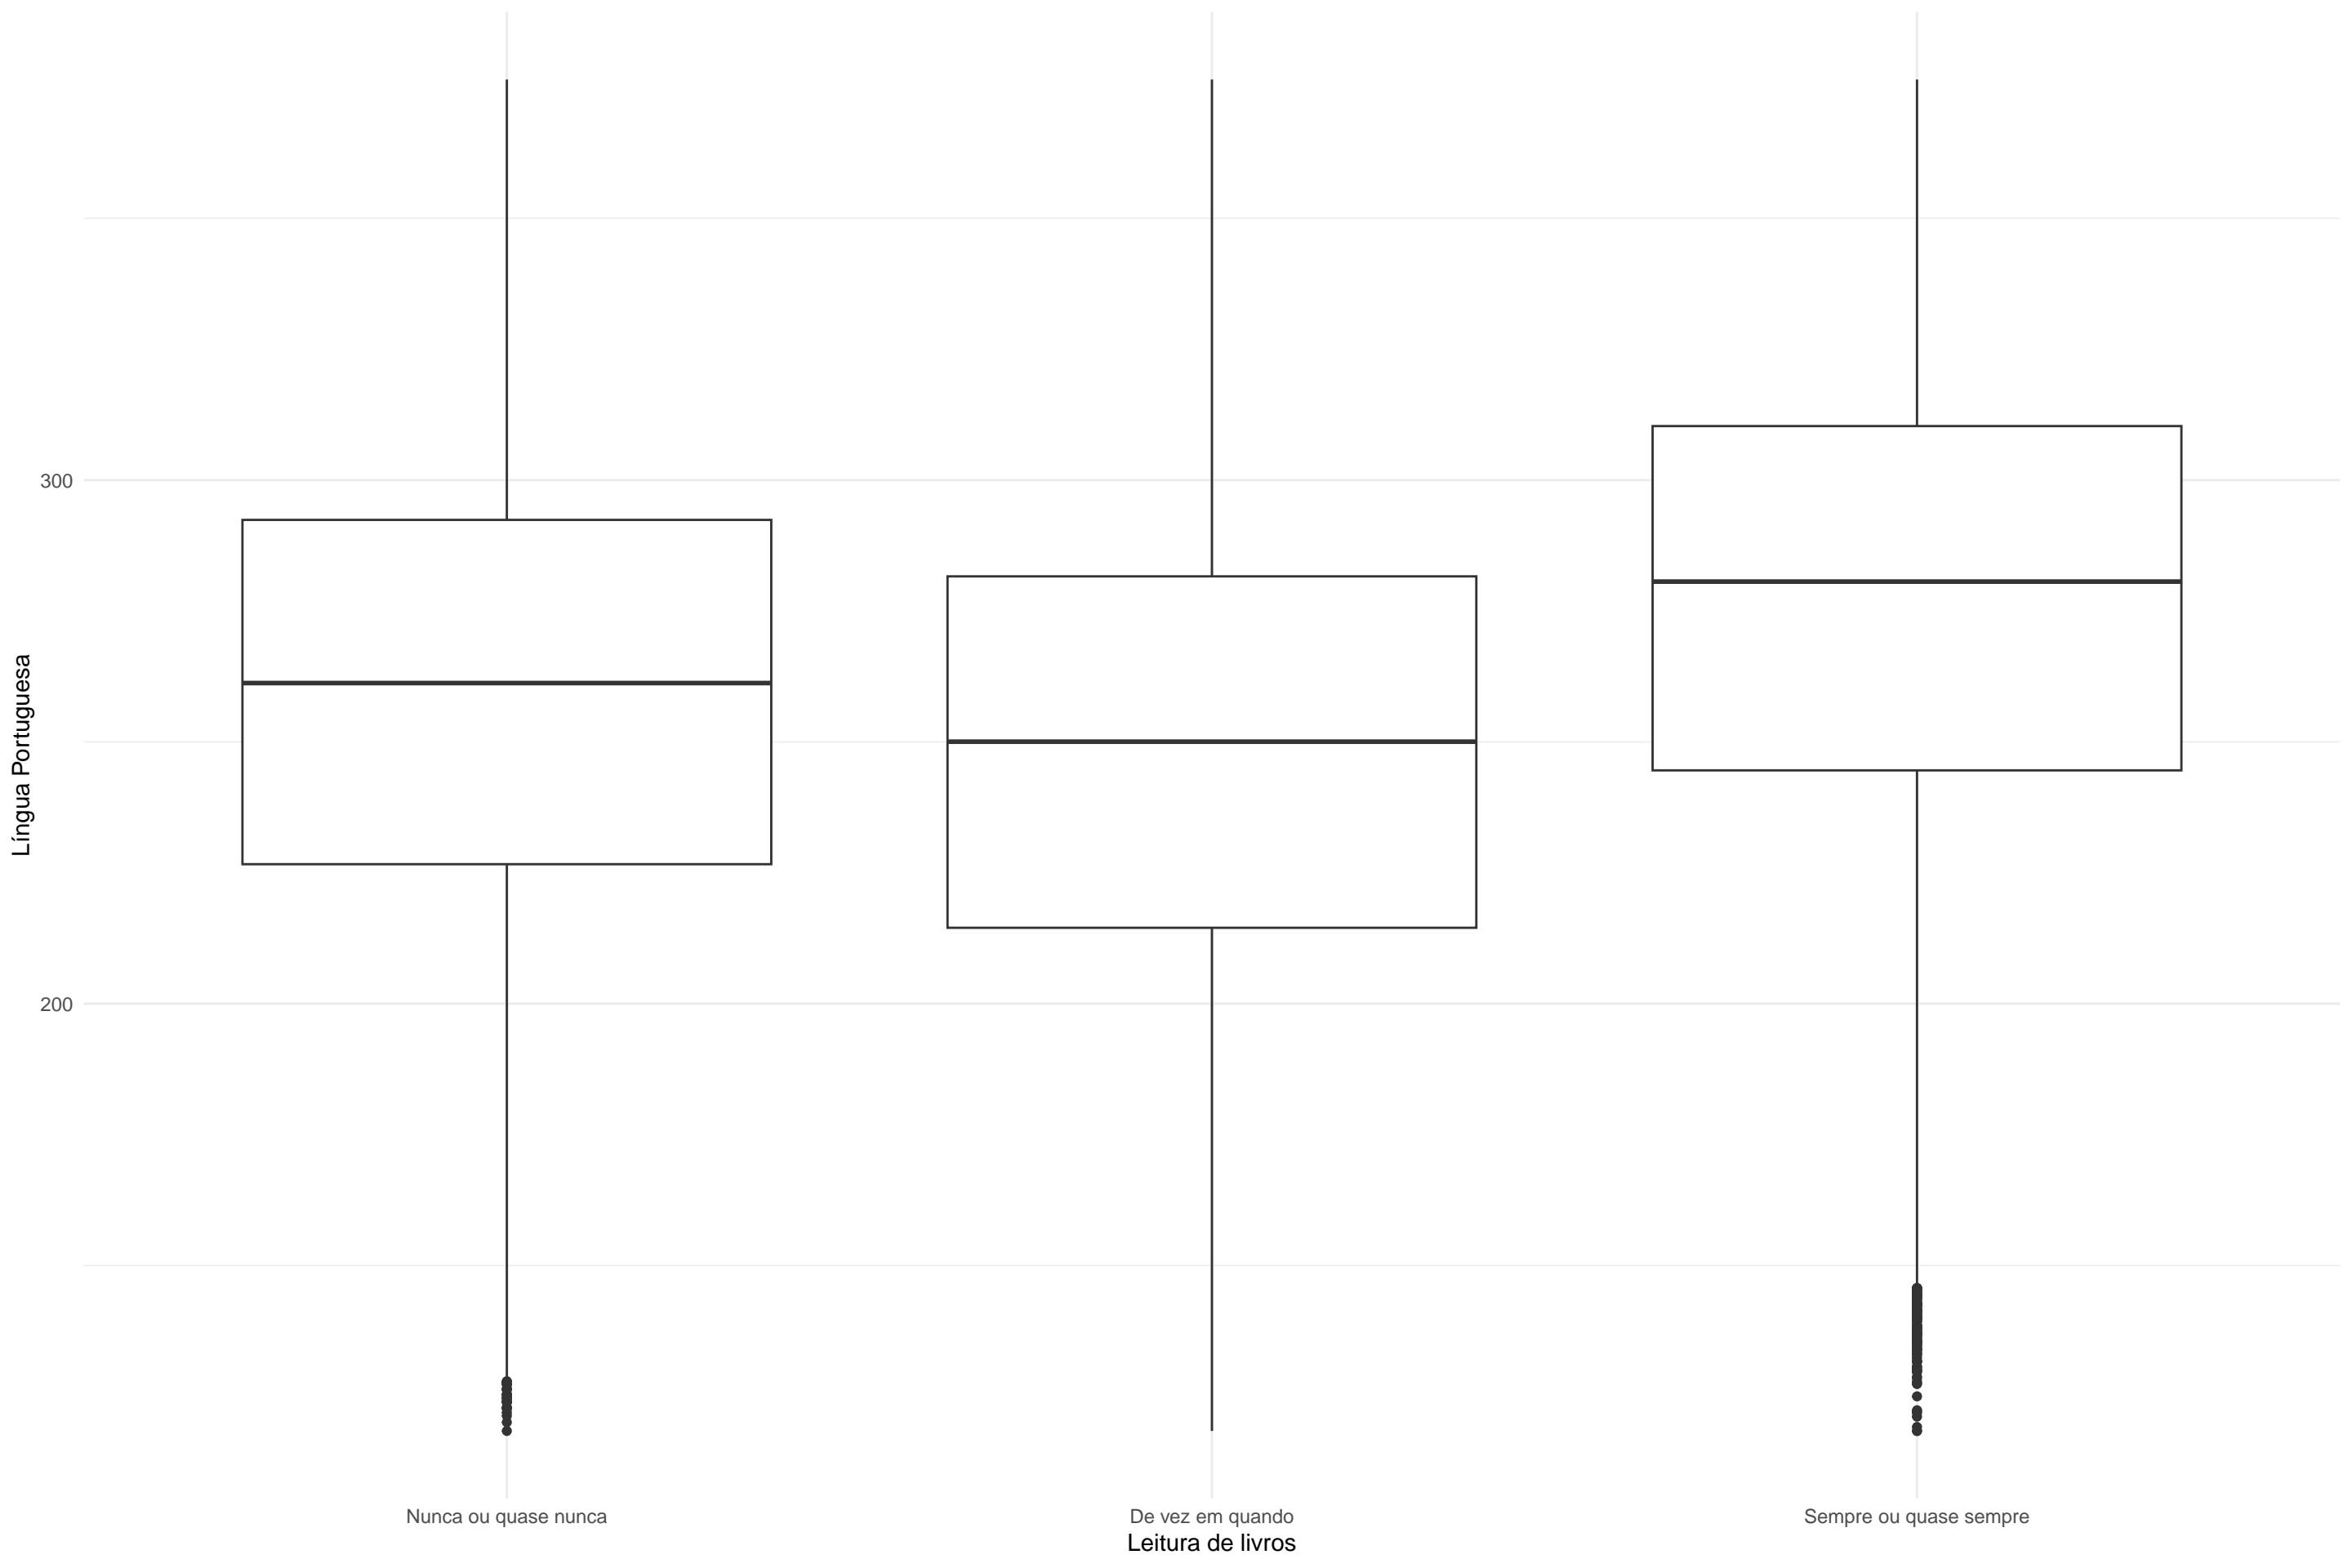 Língua Portuguesa
300
200
Nunca ou quase nunca
De vez em quando
Sempre ou quase sempre
Leitura de livros